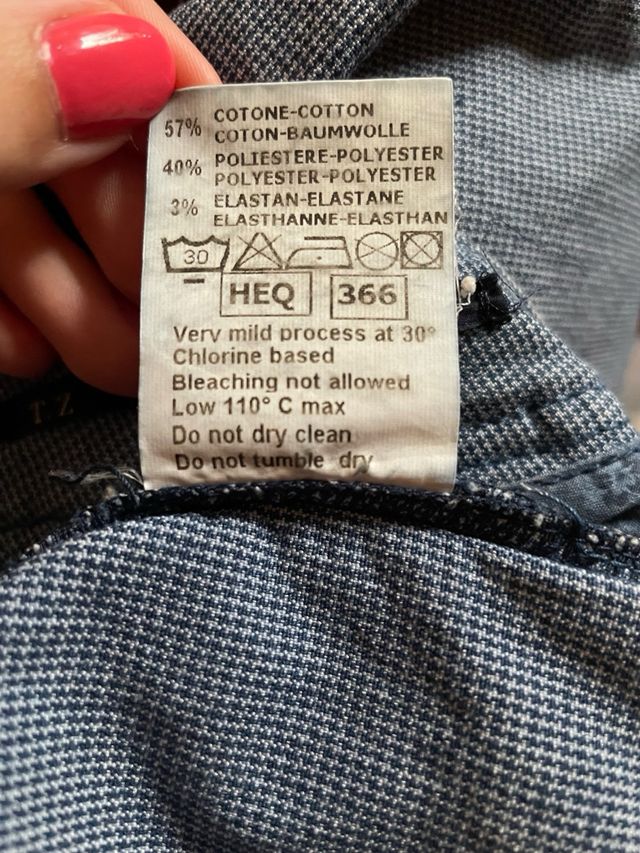 57% COTONE-COTTON
COTON-BAUMWOLLE
40% POLIESTERE-POLYESTER
POLYESTER-POLYESTER
3% ELASTAN-ELASTANE
ELASTHANNE-ELASTHAN
30
HEQ 366
Very mild process at 30°
Chlorine based
Bleaching not allowed
Low 110° C max
Do not dry clean
Do not tumble dry
TZ